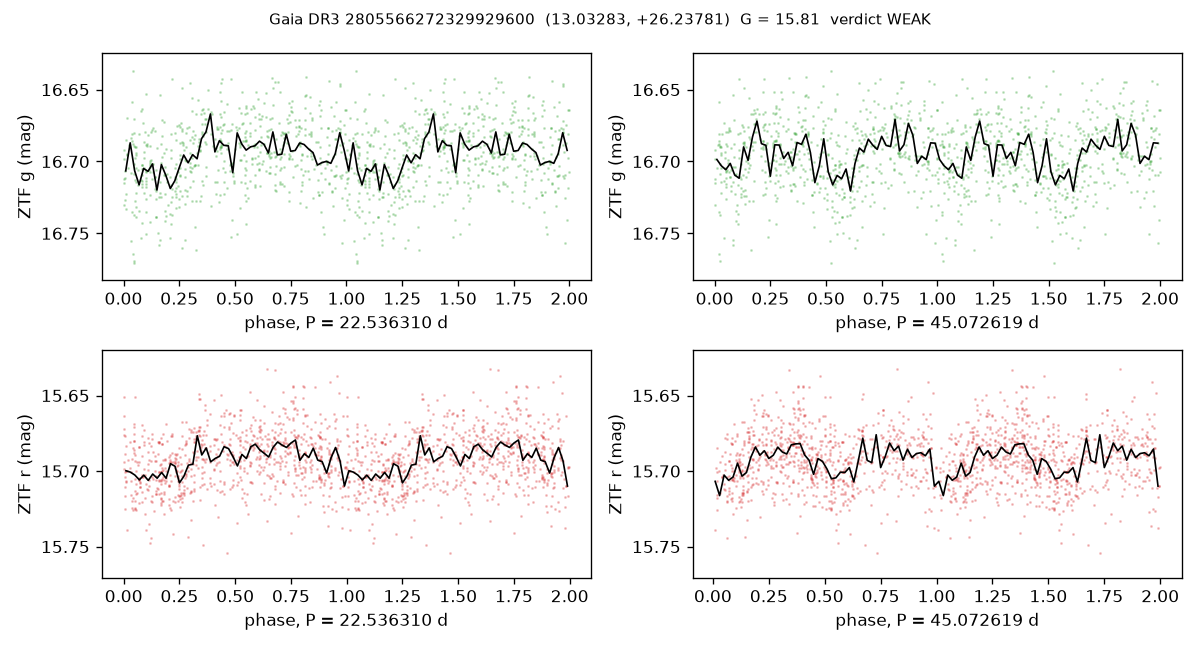 Gaia DR3 2805566272329929600 (13.03283, +26.23781) G = 15.81 verdict WEAK
ZTF g (mag)
16.65
16.70
16.75
0.00 0.25 0.50 0.75 1.00 1.25 1.50 1.75 2.00
phase, P = 22.536310 d
ZTF g (mag)
16.65
16.70
16.75
0.00 0.25 0.50 0.75 1.00 1.25 1.50 1.75 2.00
phase, P = 45.072619 d
ZTF r (mag)
15.65
15.70
15.75
0.00 0.25 0.50 0.75 1.00 1.25 1.50 1.75 2.00
phase, P = 22.536310 d
ZTF r (mag)
15.65
15.70
15.75
0.00 0.25 0.50 0.75 1.00 1.25 1.50 1.75 2.00
phase, P = 45.072619 d